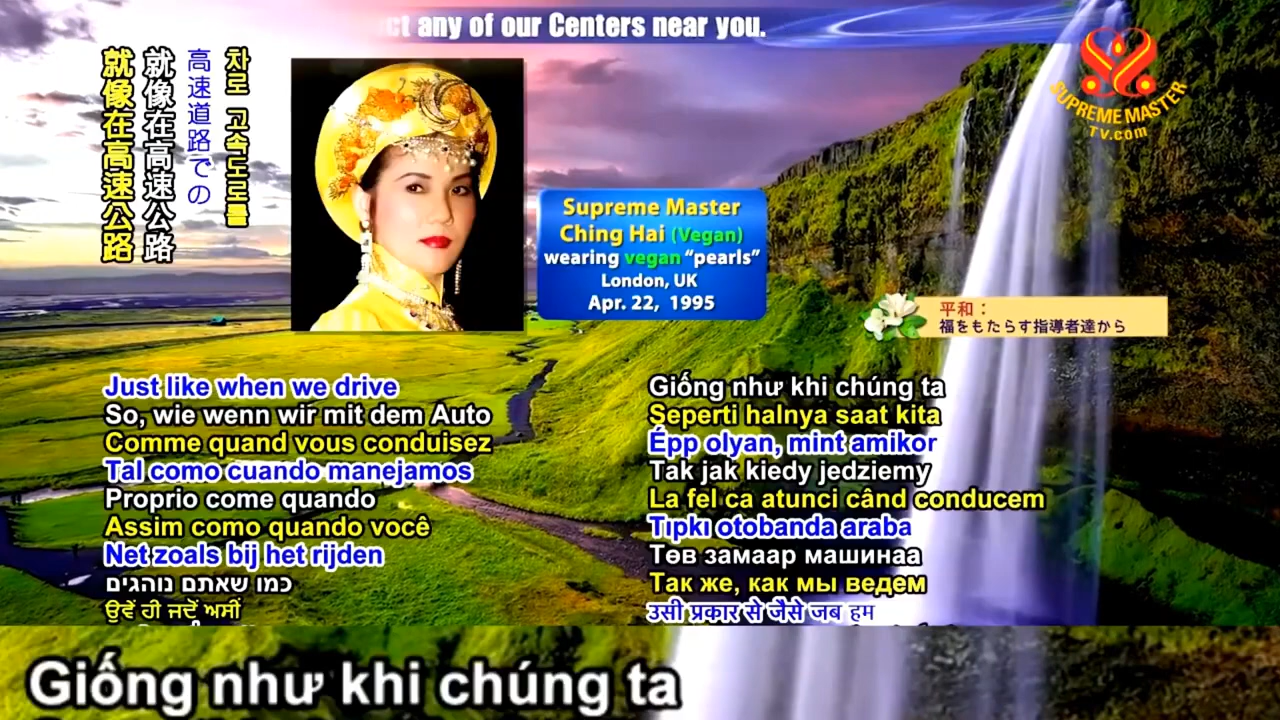 ct any of our Centers near you.
SUPREME MASTER
TV.com
차로 고속도로를
高速道路での
就像在高速公路
就像在高速公路
Supreme Master
Ching Hai (Vegan)
wearing vegan “pearls”
London, UK
Apr. 22, 1995
平和：
福をもたらす指導者達から
Just like when we drive
So, wie wenn wir mit dem Auto
Comme quand vous conduisez
Tal como cuando manejamos
Proprio come quando
Assim como quando você
Net zoals bij het rijden
כמו שאתם נוהגים
ਉਵੇਂ ਹੀ ਜਦੋਂ ਅਸੀਂ
Giống như khi chúng ta
Seperti halnya saat kita
Épp olyan, mint amikor
Tak jak kiedy jedziemy
La fel ca atunci când conducem
Tıpkı otobanda araba
Төв замаар машинаа
Так же, как мы ведем
उसी प्रकार से जैसे जब हम
Giống như khi chúng ta